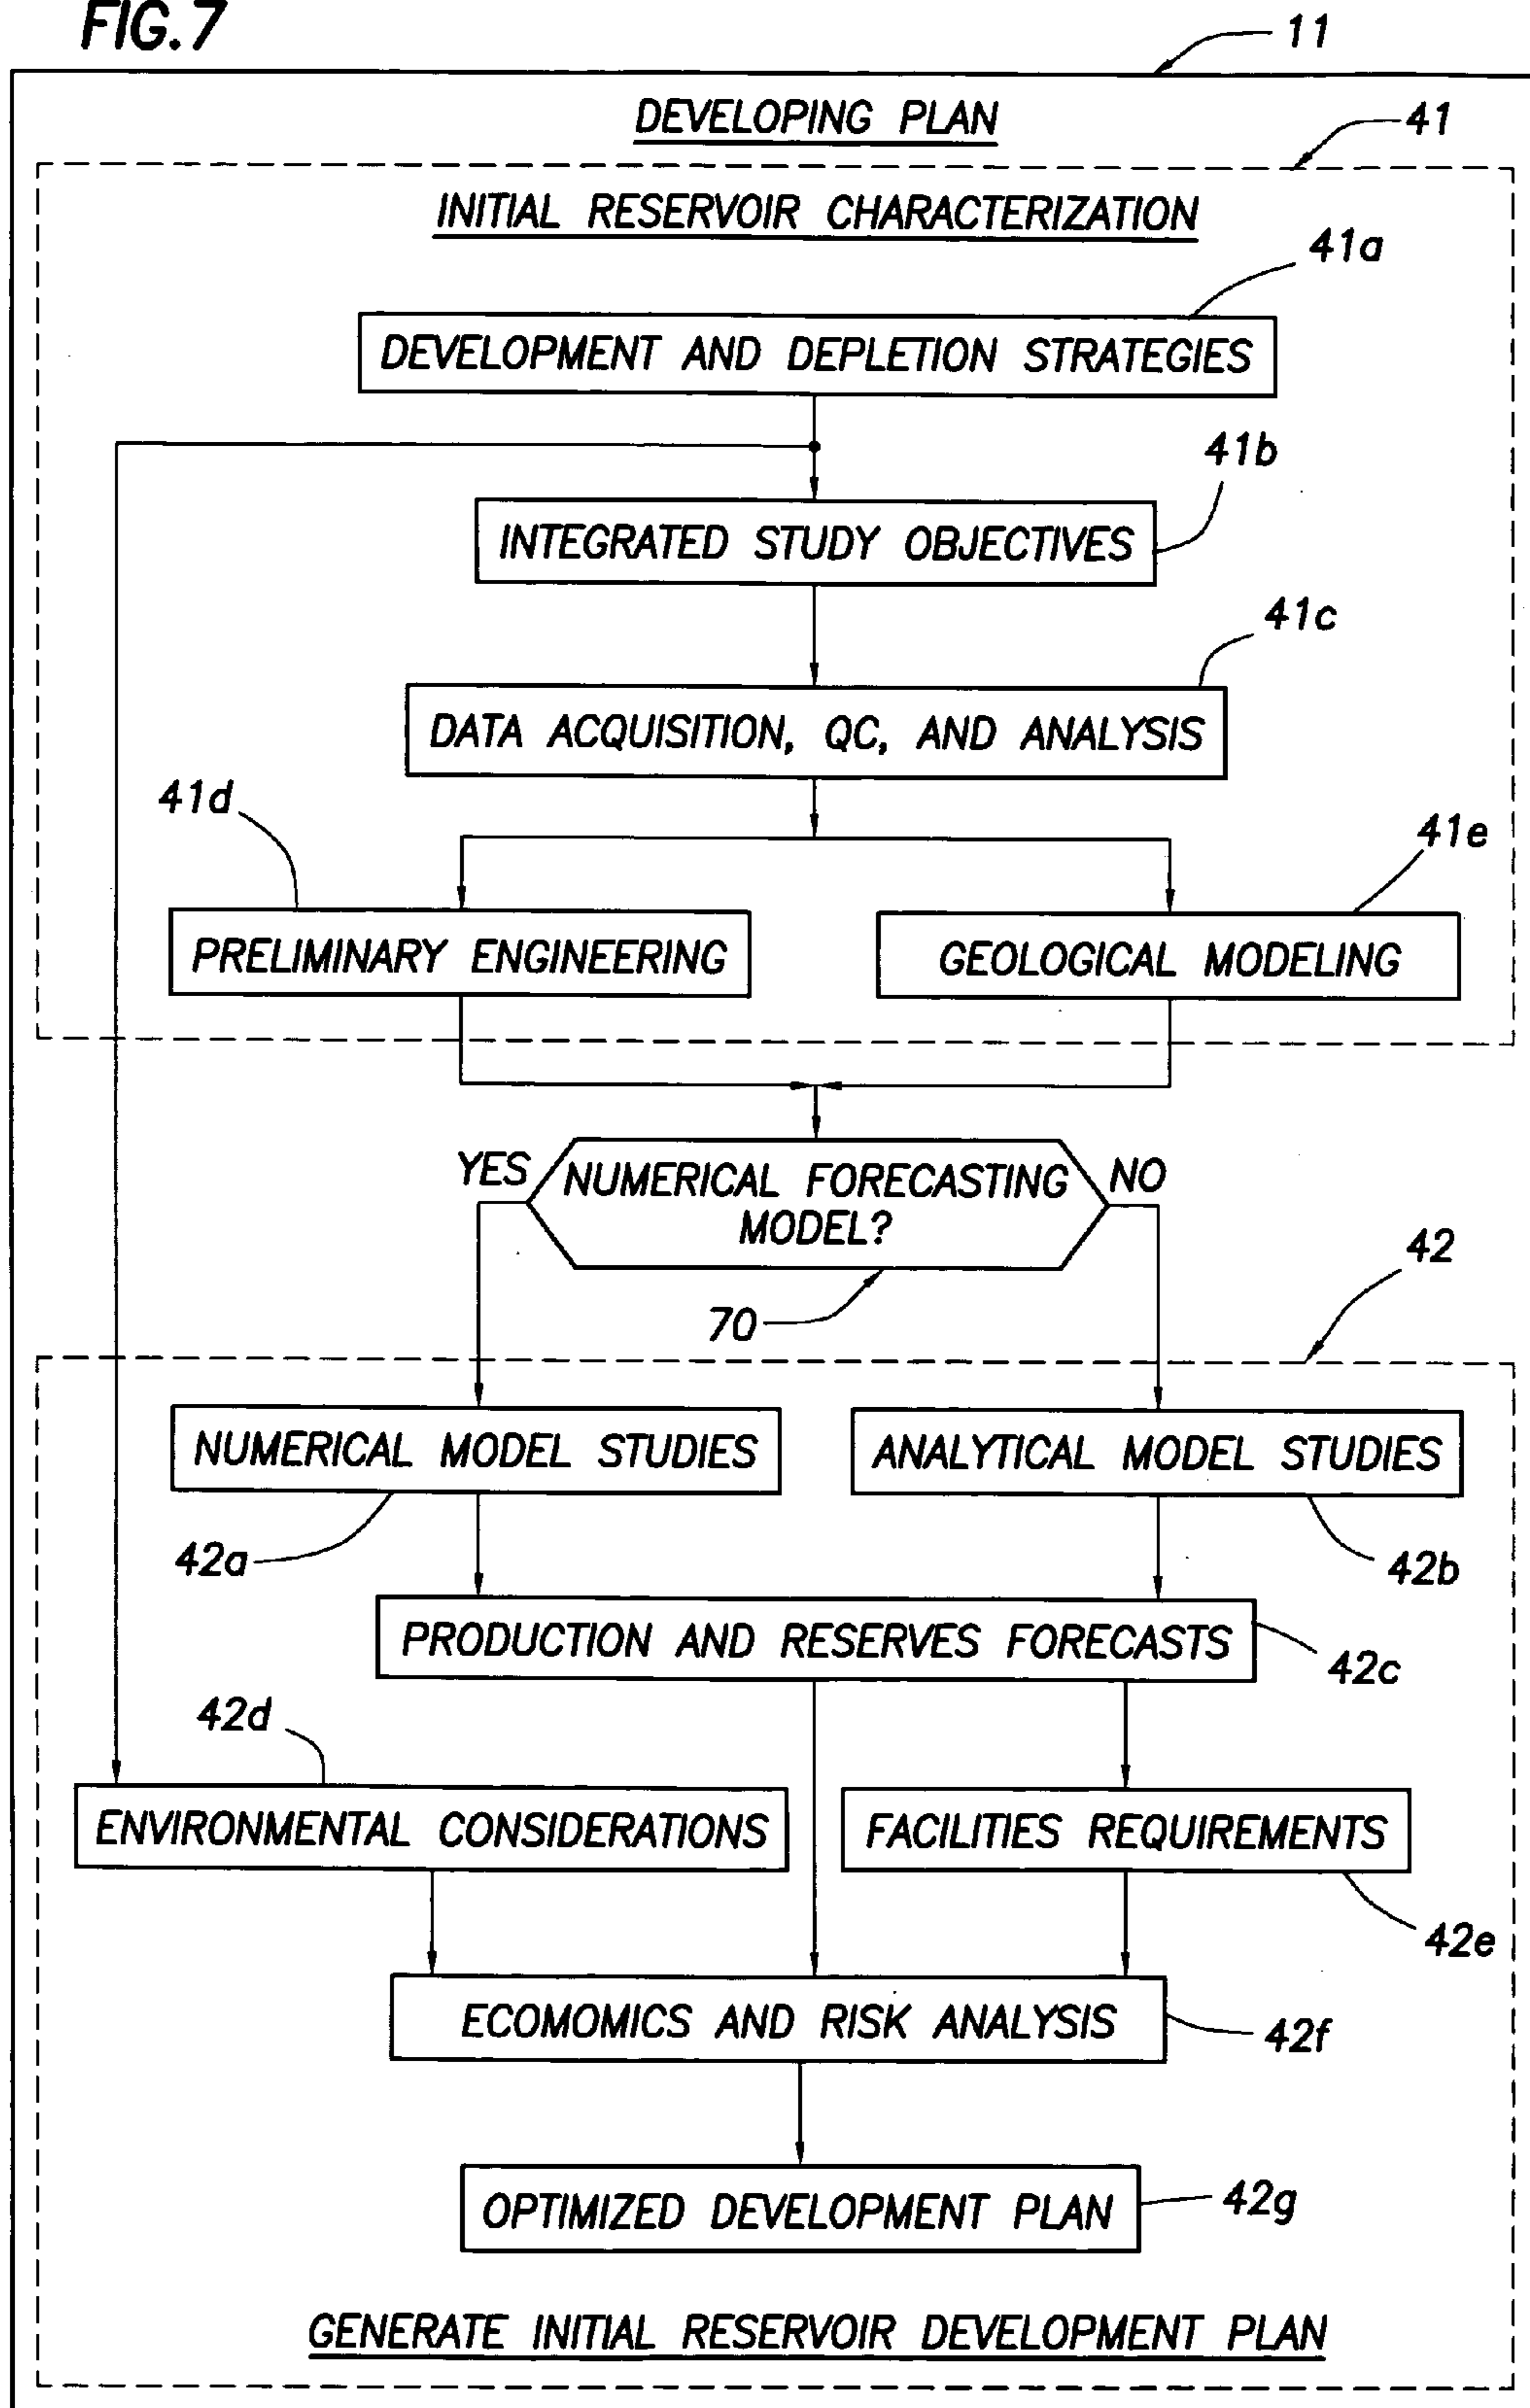 FIG.7
11
DEVELOPING PLAN
41
INITIAL RESERVOIR CHARACTERIZATION
41a
DEVELOPMENT AND DEPLETION STRATEGIES
41b
INTEGRATED STUDY OBJECTIVES
41c
DATA ACQUISITION, QC, AND ANALYSIS
41d
41e
PRELIMINARY ENGINEERING
GEOLOGICAL MODELING
YES
NUMERICAL FORECASTING
MODEL?
NO
70
42
NUMERICAL MODEL STUDIES
ANALYTICAL MODEL STUDIES
42a
42b
PRODUCTION AND RESERVES FORECASTS
42c
42d
ENVIRONMENTAL CONSIDERATIONS
FACILITIES REQUIREMENTS
42e
ECOMOMICS AND RISK ANALYSIS
42f
OPTIMIZED DEVELOPMENT PLAN
42g
GENERATE INITIAL RESERVOIR DEVELOPMENT PLAN